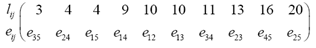 l_ij ( 3 4 4 9 10 10 11 13 16 20 )
e_ij ( e_35 e_24 e_15 e_14 e_12 e_13 e_34 e_23 e_45 e_25 )